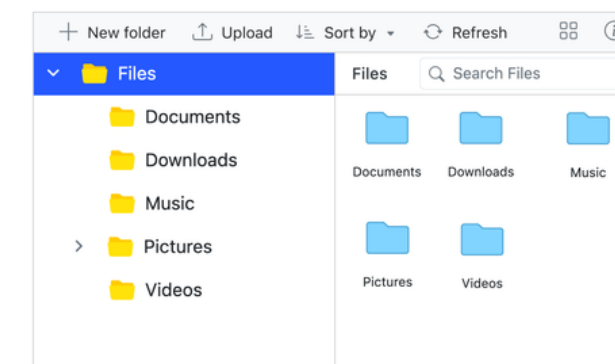 New folder Upload Sort by Refresh
Files
Documents
Downloads
Music
Pictures
Videos
Files Search Files
Documents Downloads Music
Pictures Videos